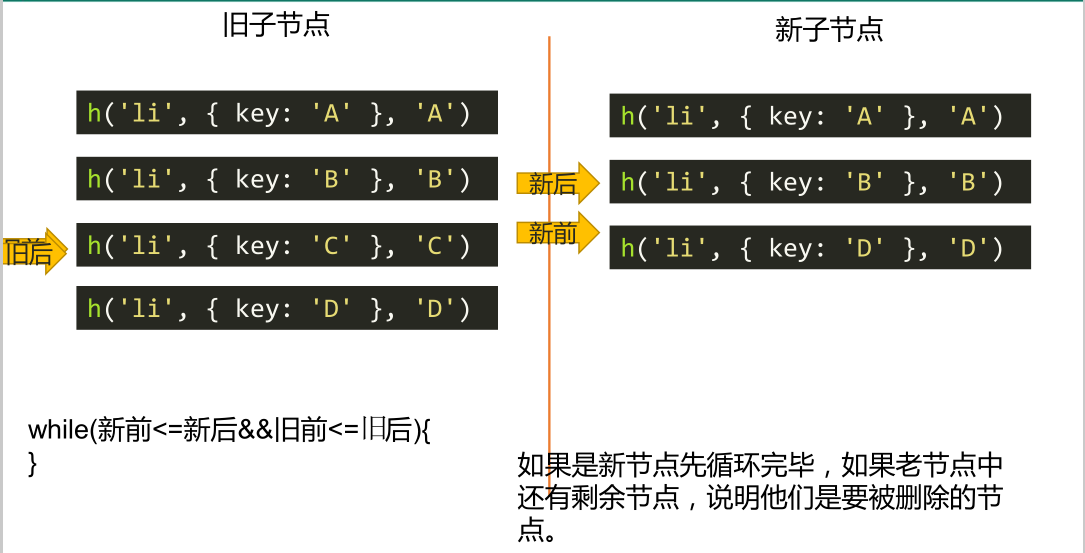 旧子节点
新子节点
h('li', { key: 'A' }, 'A')
h('li', { key: 'B' }, 'B')
h('li', { key: 'C' }, 'C')
h('li', { key: 'D' }, 'D')
旧后
h('li', { key: 'A' }, 'A')
h('li', { key: 'B' }, 'B')
h('li', { key: 'D' }, 'D')
新后
新前
while(新前<=新后&&旧前<=旧后){
}
如果是新节点先循环完毕，如果老节点中
还有剩余节点，说明他们是要被删除的节
点。